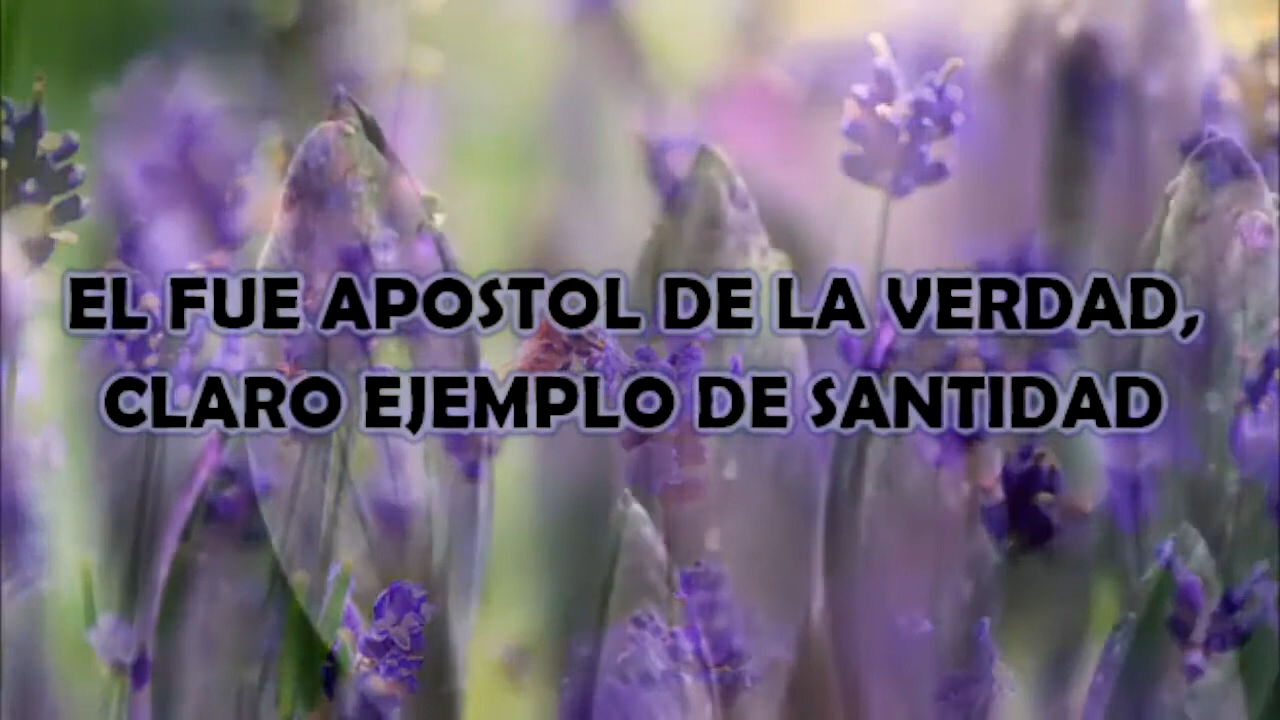 EL FUE APOSTOL DE LA VERDAD,
CLARO EJEMPLO DE SANTIDAD